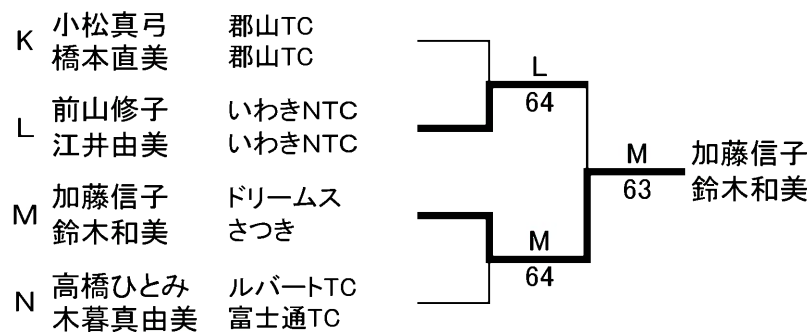 K 小松真弓 郡山TC
橋本直美 郡山TC
L 前山修子 いわきNTC
江井由美 いわきNTC
M 加藤信子 ドリームス
鈴木和美 さつき
N 高橋ひとみ ルバートTC
木暮真由美 富士通TC
L
64
M
64
M
63
加藤信子
鈴木和美